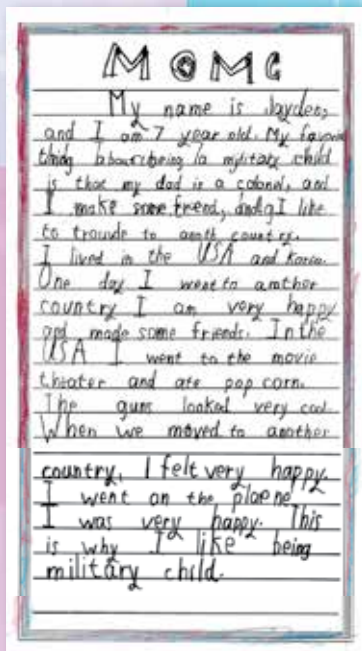 MOMC
My name is Jayden,
and I am 7 year old. My favorite
thing about being a military child
is that my dad is a colonel, and
I make some friend, and I like
to travde to anoth country.
I lived in the USA and Korea.
One day I went to another
country I am very happy
and made some friends. In the
USA I went to the movie
theater and ate pop corn.
The guns looked very cool.
When we moved to another
country, I felt very happy.
I went on the plaene
I was very happy. This
is why I like being
military child.